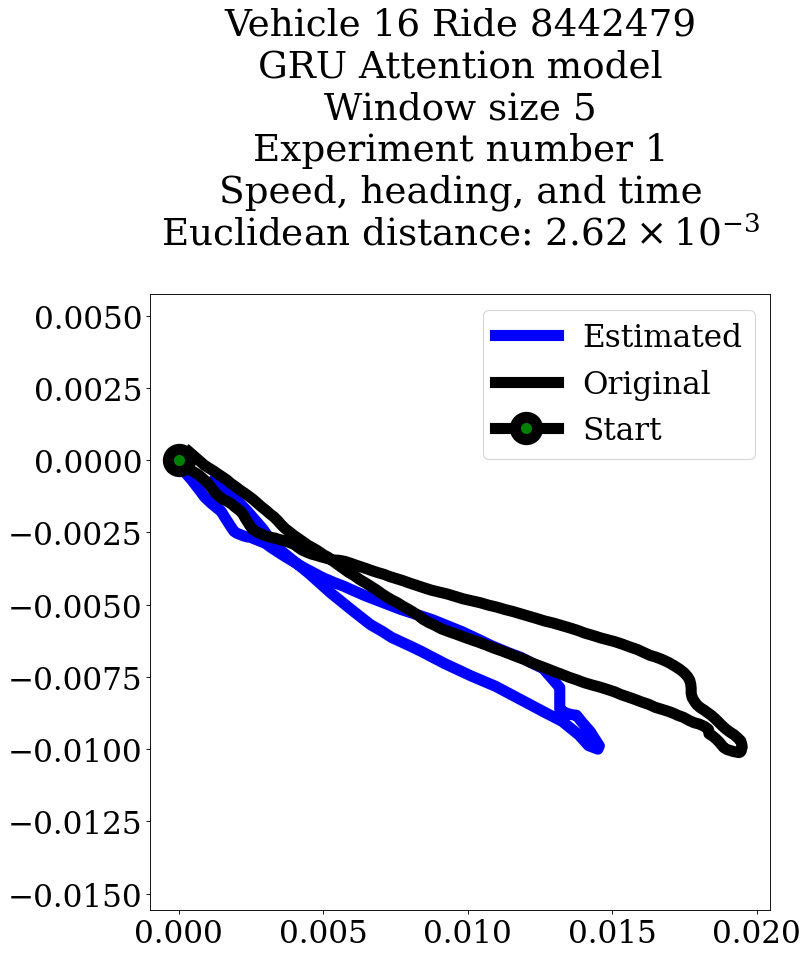 Vehicle 16 Ride 8442479
GRU Attention model
Window size 5
Experiment number 1
Speed, heading, and time
Euclidean distance: 2.62 × 10⁻³
Estimated
Original
Start
0.0050
0.0025
0.0000
−0.0025
−0.0050
−0.0075
−0.0100
−0.0125
−0.0150
0.000 0.005 0.010 0.015 0.020